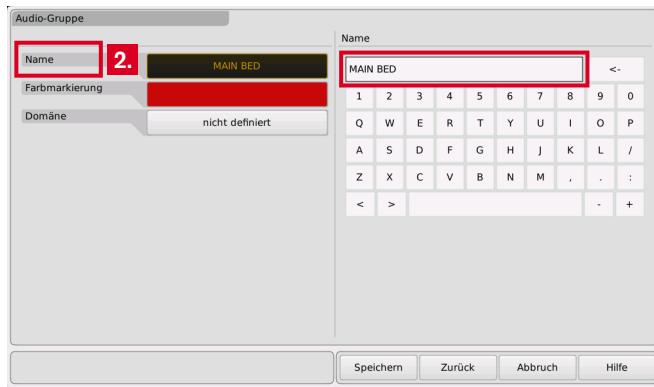 Audio-Gruppe
Name
2.
MAIN BED
Farbmarkierung
Domäne
nicht definiert
Name
MAIN BED
<-
1 2 3 4 5 6 7 8 9 0
Q W E R T Y U I O P
A S D F G H J K L /
Z X C V B N M , . :
< > - +
Speichern Zurück Abbruch Hilfe